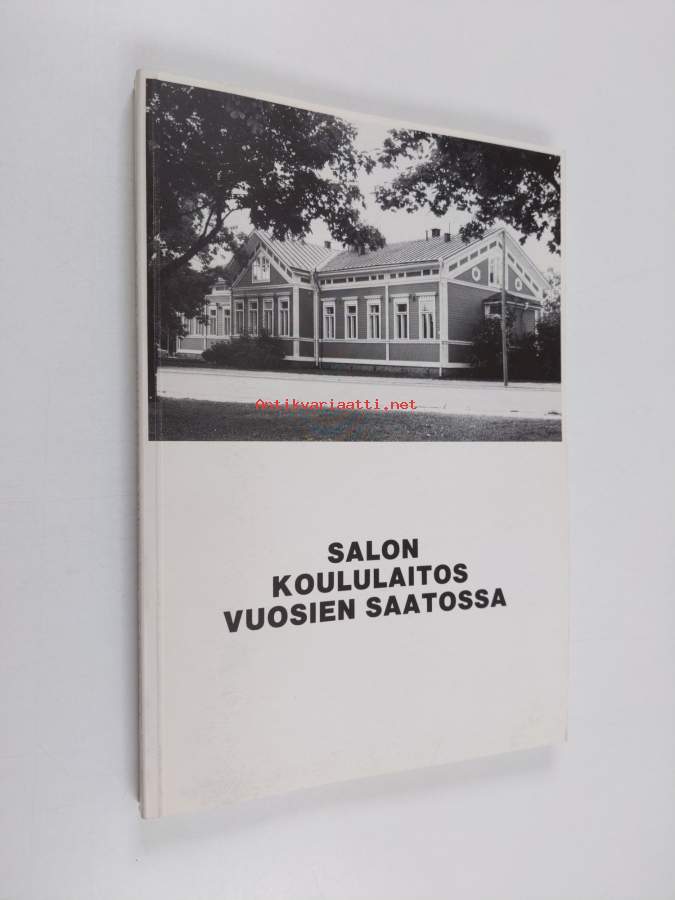 Antikvariaatti.net
SALON
KOULULAITOS
VUOSIEN SAATOSSA